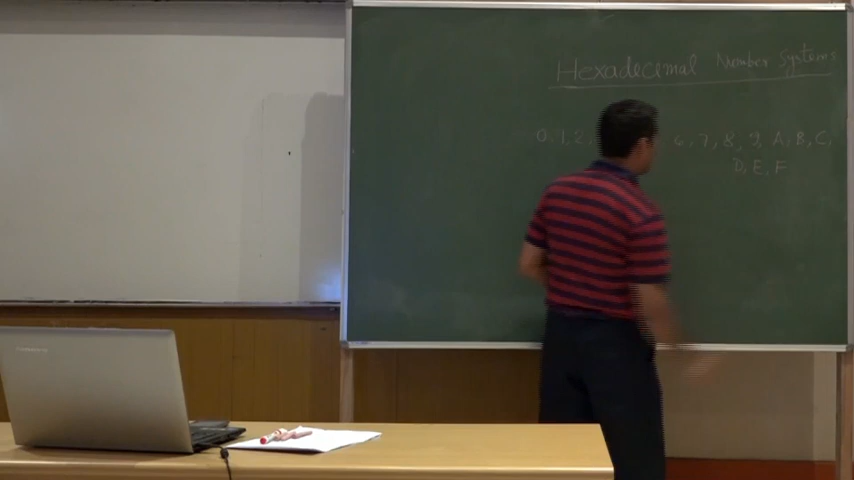 Hexadecimal Number Systems
0, 1, 2, 6, 7, 8, 9, A, B, C,
D, E, F